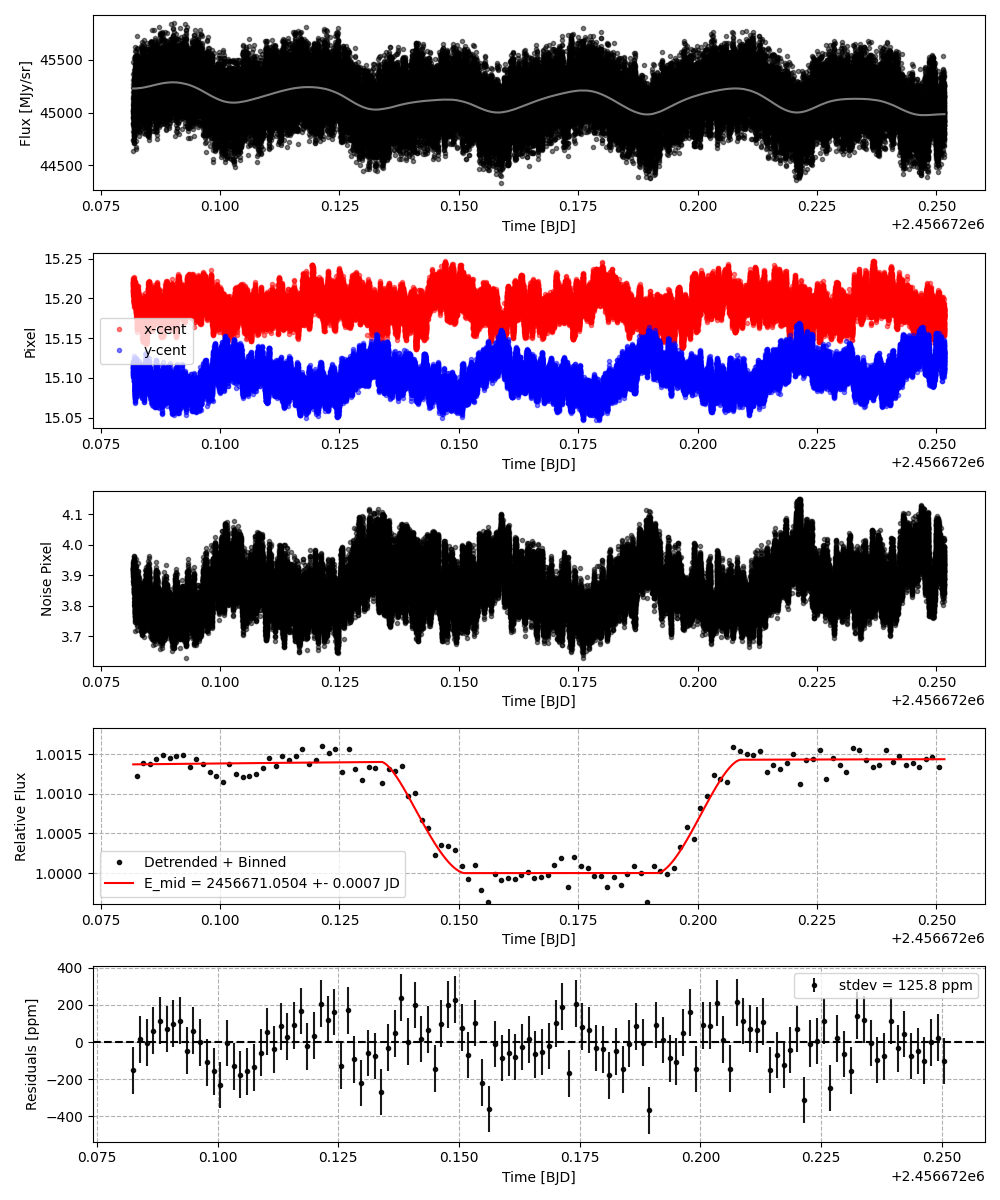 45500
45000
44500
Flux [MJy/sr]
0.075 0.100 0.125 0.150 0.175 0.200 0.225 0.250
Time [BJD]
+2.456672e6
15.25
15.20
15.15
15.10
15.05
Pixel
x-cent
y-cent
0.075 0.100 0.125 0.150 0.175 0.200 0.225 0.250
Time [BJD]
+2.456672e6
4.1
4.0
3.9
3.8
3.7
Noise Pixel
0.075 0.100 0.125 0.150 0.175 0.200 0.225 0.250
Time [BJD]
+2.456672e6
1.0015
1.0010
1.0005
1.0000
Relative Flux
Detrended + Binned
E_mid = 2456671.0504 +- 0.0007 JD
0.075 0.100 0.125 0.150 0.175 0.200 0.225 0.250
Time [BJD]
+2.456672e6
400
200
0
−200
−400
Residuals [ppm]
stdev = 125.8 ppm
0.075 0.100 0.125 0.150 0.175 0.200 0.225 0.250
Time [BJD]
+2.456672e6